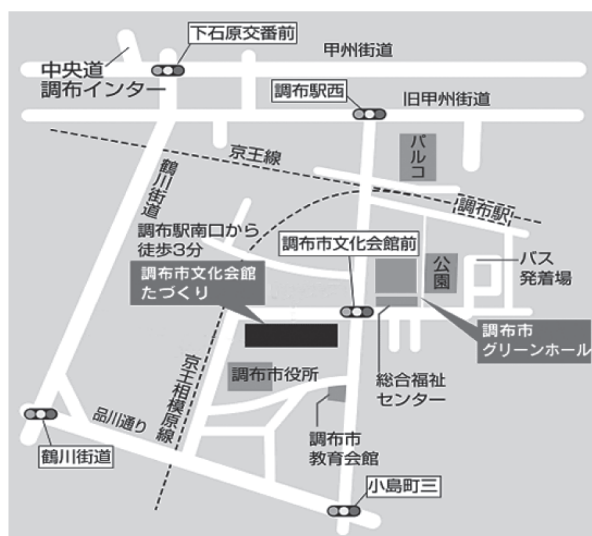 下石原交番前
甲州街道
中央道
調布インター
調布駅西
旧甲州街道
パルコ
京王線
鶴川街道
調布駅
調布駅南口から
徒歩3分
調布市文化会館前
調布市文化会館
たづくり
公園
バス
発着場
調布市
グリーンホール
京王相模原線
調布市役所
総合福祉
センター
品川通り
調布市
教育会館
鶴川街道
小島町三